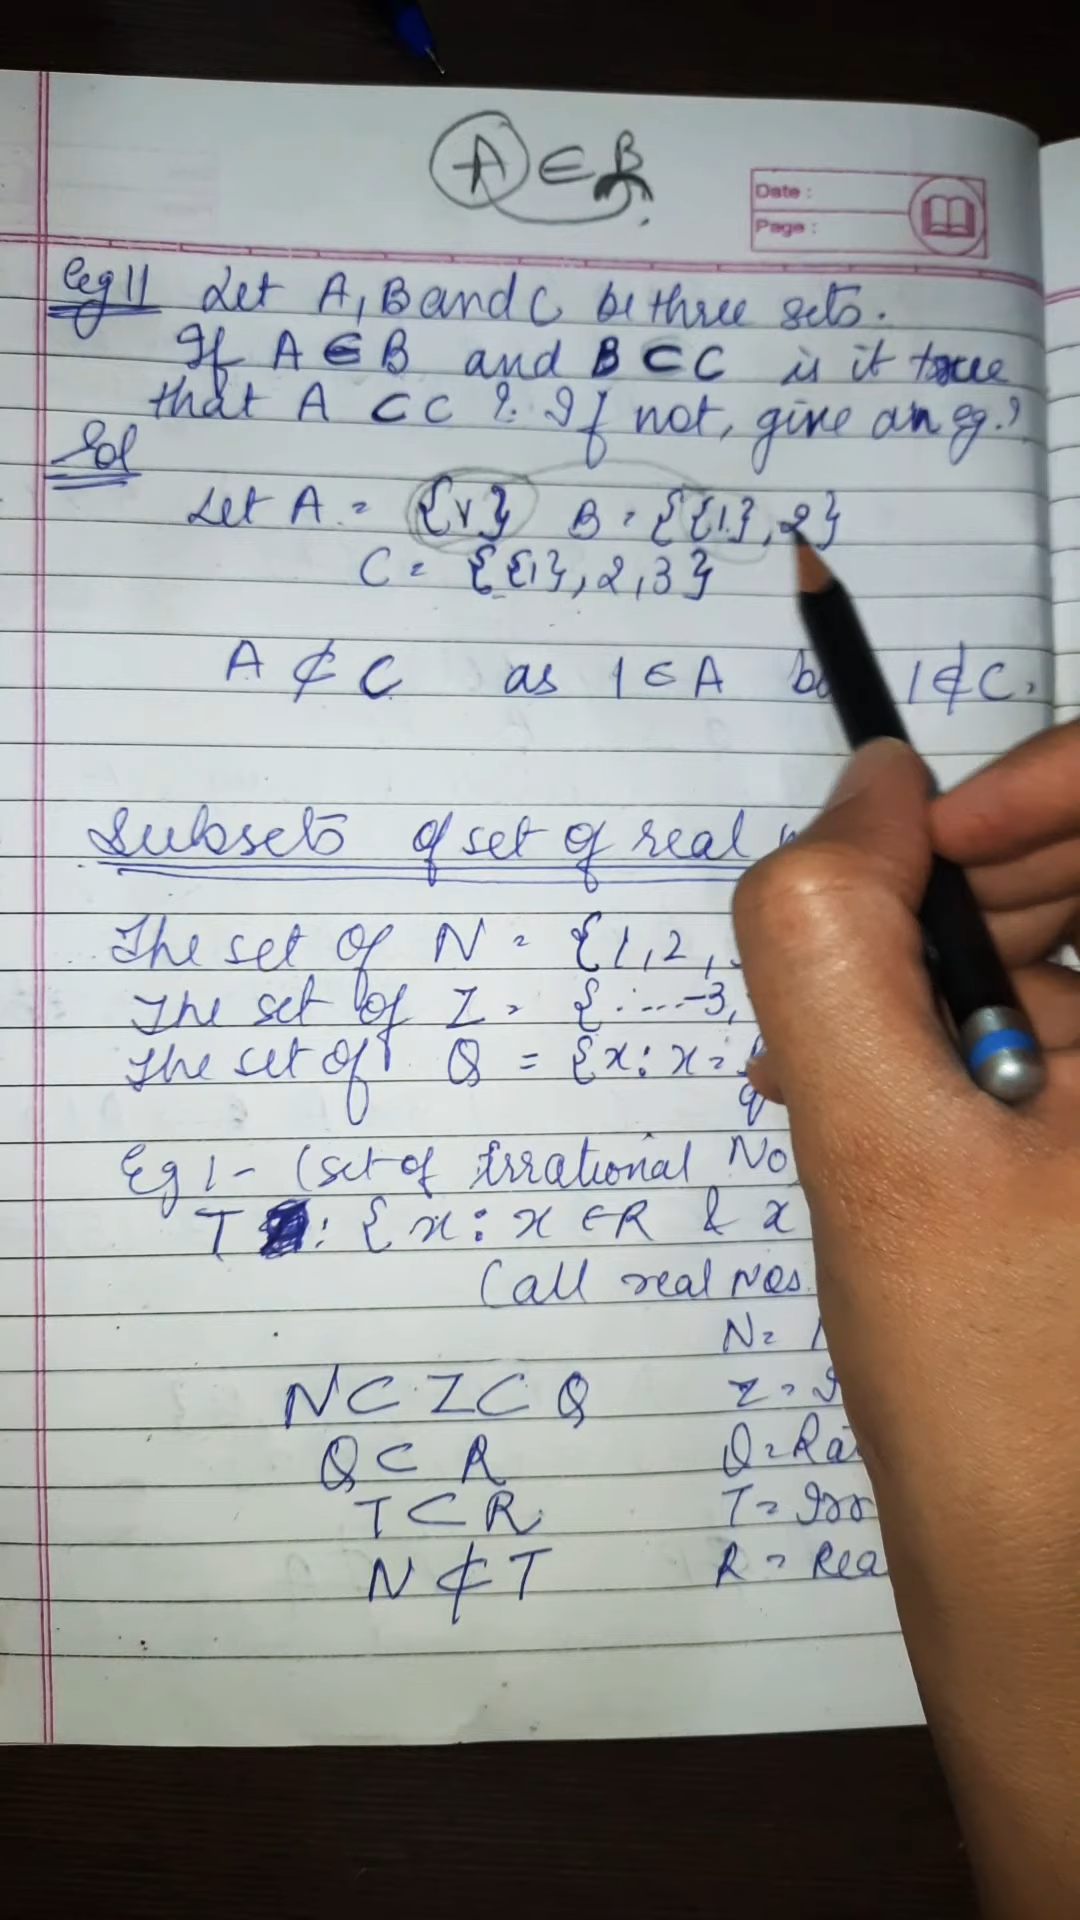 A ∈ B
Date :
Page :
Eg 11 Let A, B and C be three sets.
If A ∈ B and B ⊂ C is it true
that A ⊂ C ? If not, give an eg.?
Sol
Let A = {1} B = {{1}, 2}
C = {{1}, 2, 3}
A ⊄ C as 1 ∈ A 1 ∉ C.
Subsets of set of real
The set of N = {1, 2,
The set of Z = {.....-3,
The set of Q = {x : x =
q
Eg 1 - (set of Irrational No
T : {x : x ∈ R & x
(all real Nos.
N =
N ⊂ Z ⊂ Q Z =
Q ⊂ R Q = Ra
T ⊂ R T = Irr
N ⊄ T R = Rea